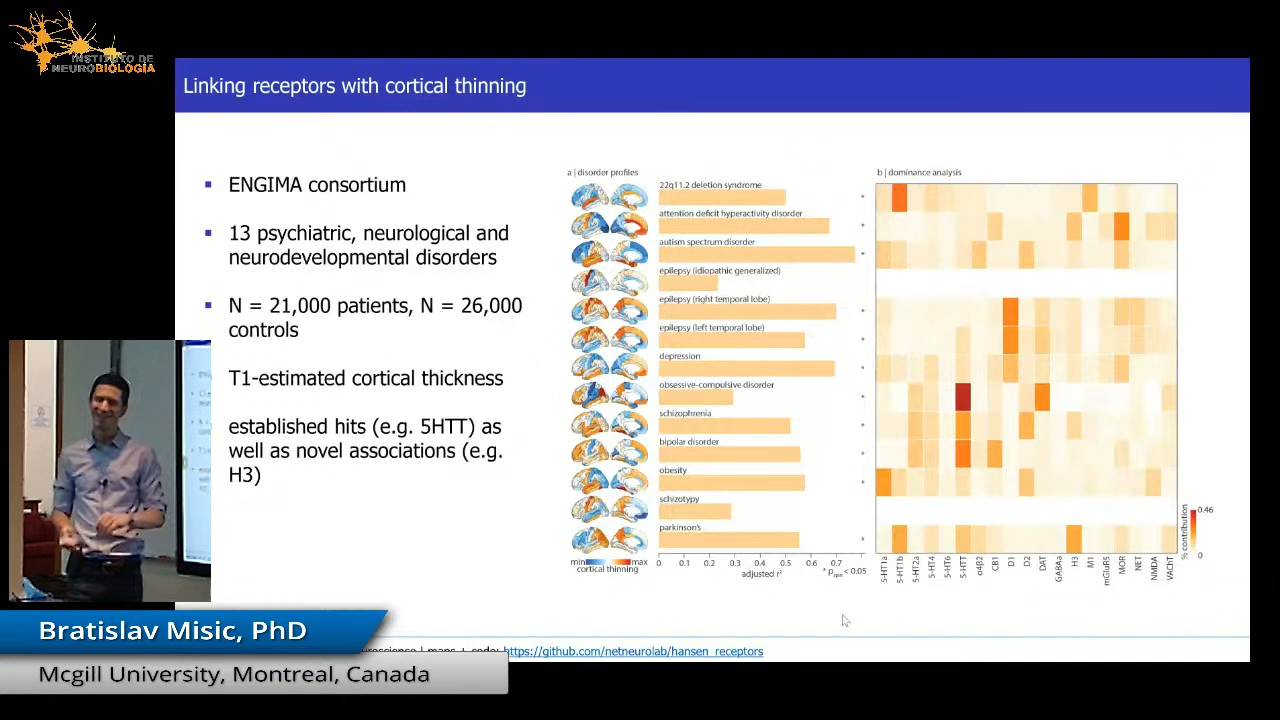 INSTITUTO DE
NEUROBIOLOGÍA
Linking receptors with cortical thinning
ENGIMA consortium
13 psychiatric, neurological and
neurodevelopmental disorders
N = 21,000 patients, N = 26,000
controls
T1-estimated cortical thickness
established hits (e.g. 5HTT) as
well as novel associations (e.g.
H3)
a | disorder profiles
22q11.2 deletion syndrome
attention deficit hyperactivity disorder
autism spectrum disorder
epilepsy (idiopathic generalized)
epilepsy (right temporal lobe)
epilepsy (left temporal lobe)
depression
obsessive-compulsive disorder
schizophrenia
bipolar disorder
obesity
schizotypy
parkinson's
min max
cortical thinning
0 0.1 0.2 0.3 0.4 0.5 0.6 0.7
adjusted r²
* pspin < 0.05
b | dominance analysis
5-HT1a
5-HT1b
5-HT2a
5-HT4
5-HT6
5-HTT
α4β2
CB1
D1
D2
DAT
GABAa
H3
M1
mGluR5
MOR
NET
NMDA
VAChT
% contribution
0.46
0
maps + code: https://github.com/netneurolab/hansen_receptors
Bratislav Misic, PhD
Mcgill University, Montreal, Canada